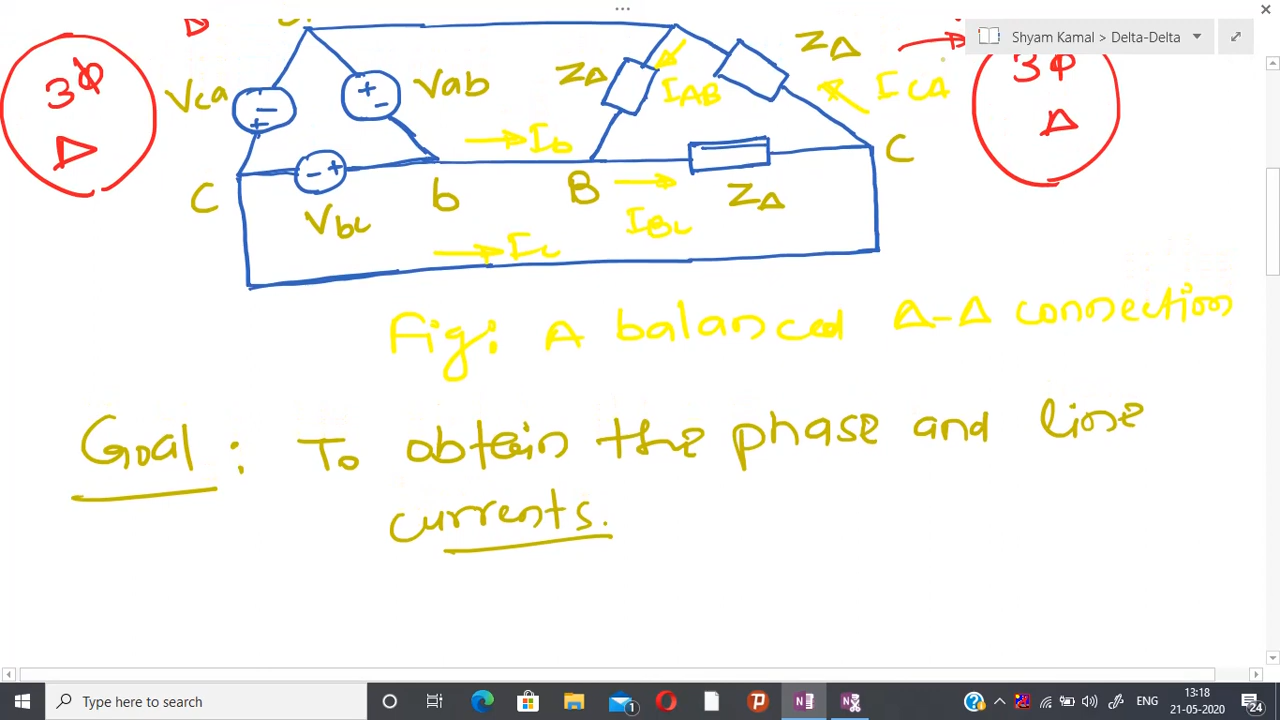 Shyam Kamal > Delta-Delta
3Φ
Δ
Vca
Vab
ZΔ
IAB
ZΔ
ICA
3Φ
Δ
Ib
C
b
B
C
Vbc
IBC
ZΔ
Ic
Fig: A balanced Δ-Δ connection
Goal: To obtain the phase and line
currents.
Type here to search
1
ENG
13:18
21-05-2020
24